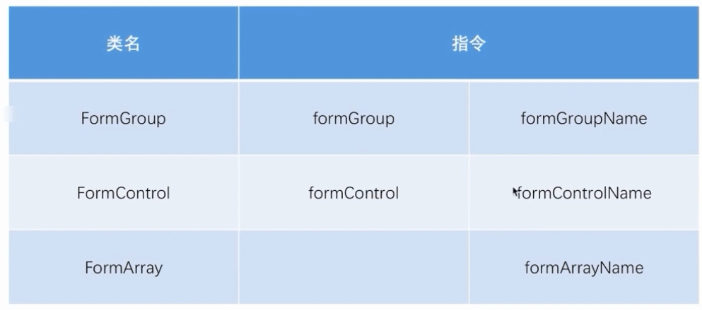 类名 指令
FormGroup formGroup formGroupName
FormControl formControl formControlName
FormArray formArrayName